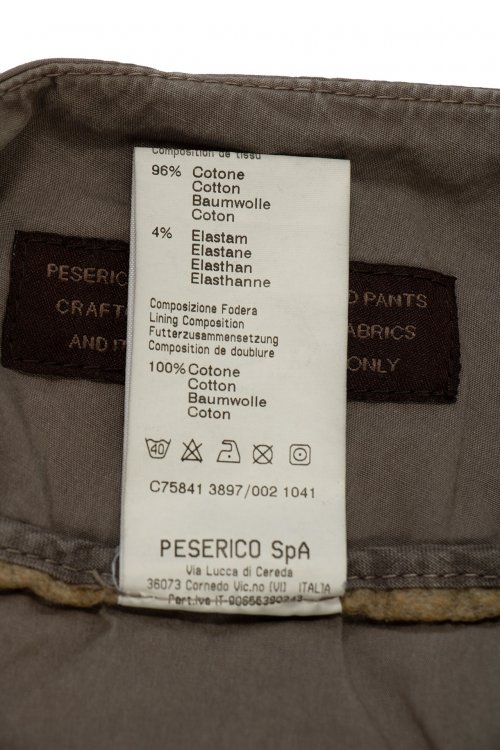 Composition de tissu
96% Cotone
Cotton
Baumwolle
Coton
4% Elastam
Elastane
Elasthan
Elasthanne
Composizione Fodera
Lining Composition
Futterzusammensetzung
Composition de doublure
100% Cotone
Cotton
Baumwolle
Coton
40
C75841 3897/002 1041
PESERICO SpA
Via Lucca di Cereda
36073 Cornedo Vic.no (VI) ITALIA
Part.Iva IT
PESERIC
PANTS
CRAFT
ABRICS
AND
ONLY